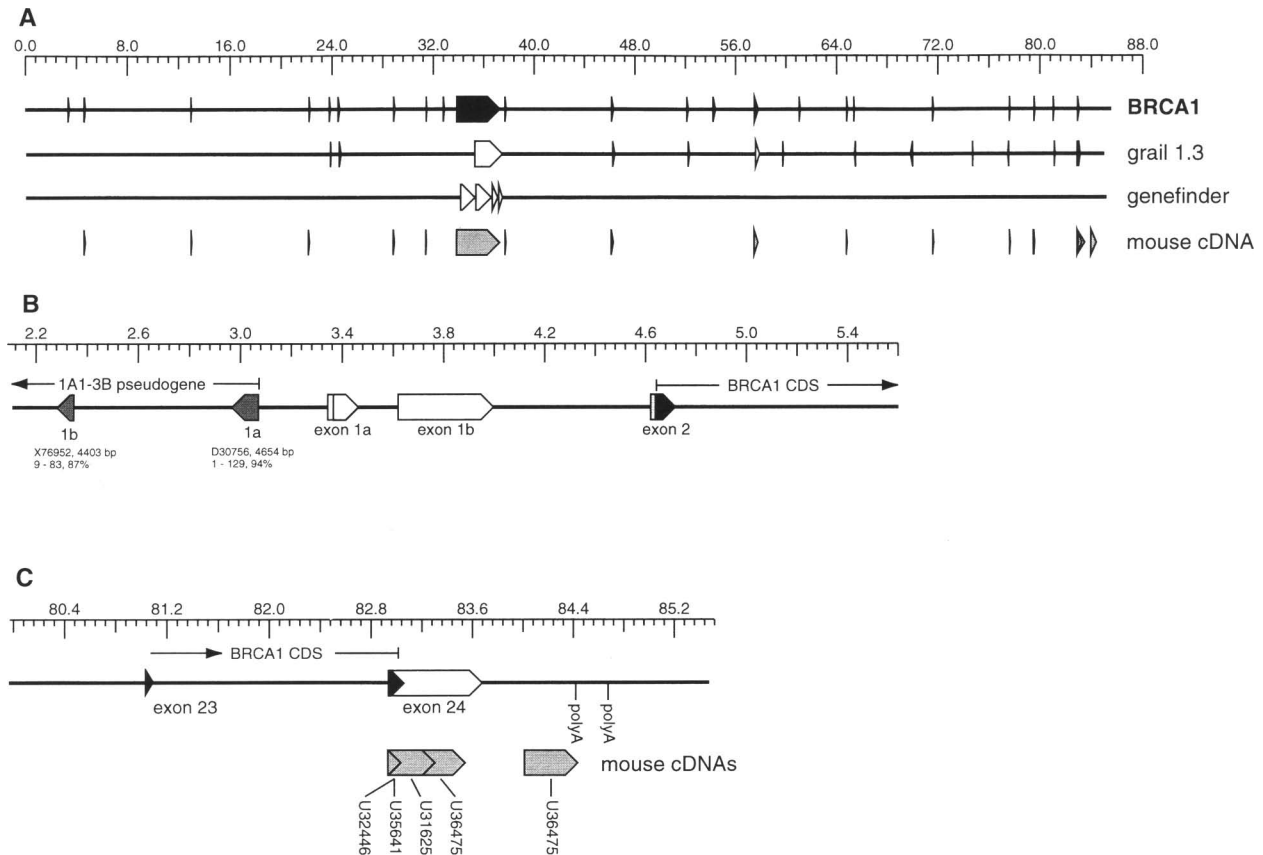 A
0.0 8.0 16.0 24.0 32.0 40.0 48.0 56.0 64.0 72.0 80.0 88.0
BRCA1
grail 1.3
genefinder
mouse cDNA
B
2.2 2.6 3.0 3.4 3.8 4.2 4.6 5.0 5.4
1A1-3B pseudogene
BRCA1 CDS
1b
1a
exon 1a
exon 1b
exon 2
X76952, 4403 bp
9 - 83, 87%
D30756, 4654 bp
1 - 129, 94%
C
80.4 81.2 82.0 82.8 83.6 84.4 85.2
BRCA1 CDS
exon 23
exon 24
polyA
polyA
mouse cDNAs
U32446
U35641
U31625
U36475
U36475